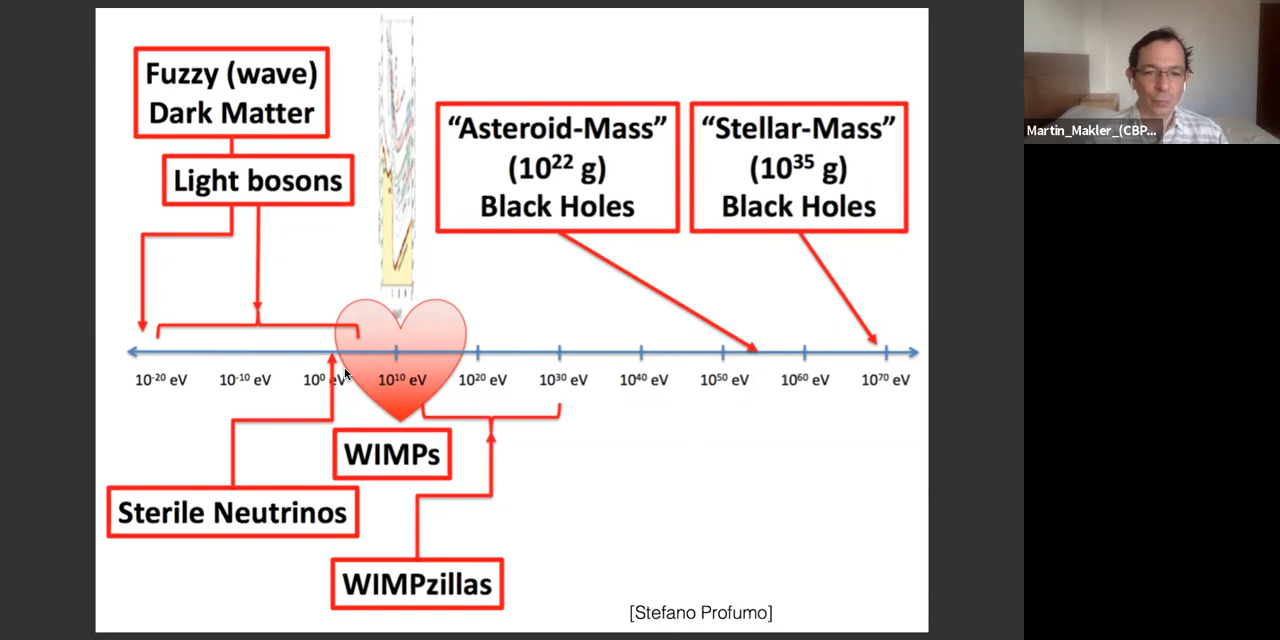 Fuzzy (wave)
Dark Matter
Light bosons
“Asteroid-Mass”
(10²² g)
Black Holes
“Stellar-Mass”
(10³⁵ g)
Black Holes
10⁻²⁰ eV
10⁻¹⁰ eV
10⁰ eV
10¹⁰ eV
10²⁰ eV
10³⁰ eV
10⁴⁰ eV
10⁵⁰ eV
10⁶⁰ eV
10⁷⁰ eV
WIMPs
Sterile Neutrinos
WIMPzillas
[Stefano Profumo]
Martin_Makler_(CBP...